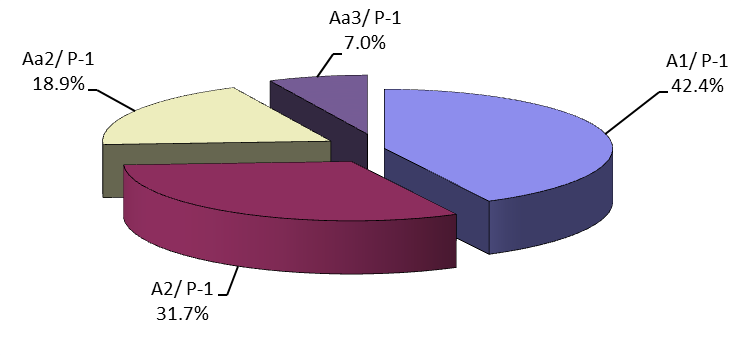 Aa3/ P-1
7.0%
Aa2/ P-1
18.9%
A1/ P-1
42.4%
A2/ P-1
31.7%